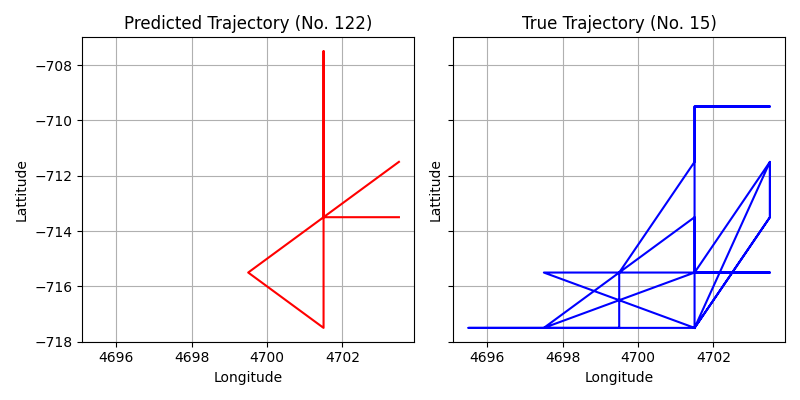 Predicted Trajectory (No. 122)
True Trajectory (No. 15)
−708
−710
−712
−714
−716
−718
Lattitude
Lattitude
4696 4698 4700 4702
4696 4698 4700 4702
Longitude
Longitude